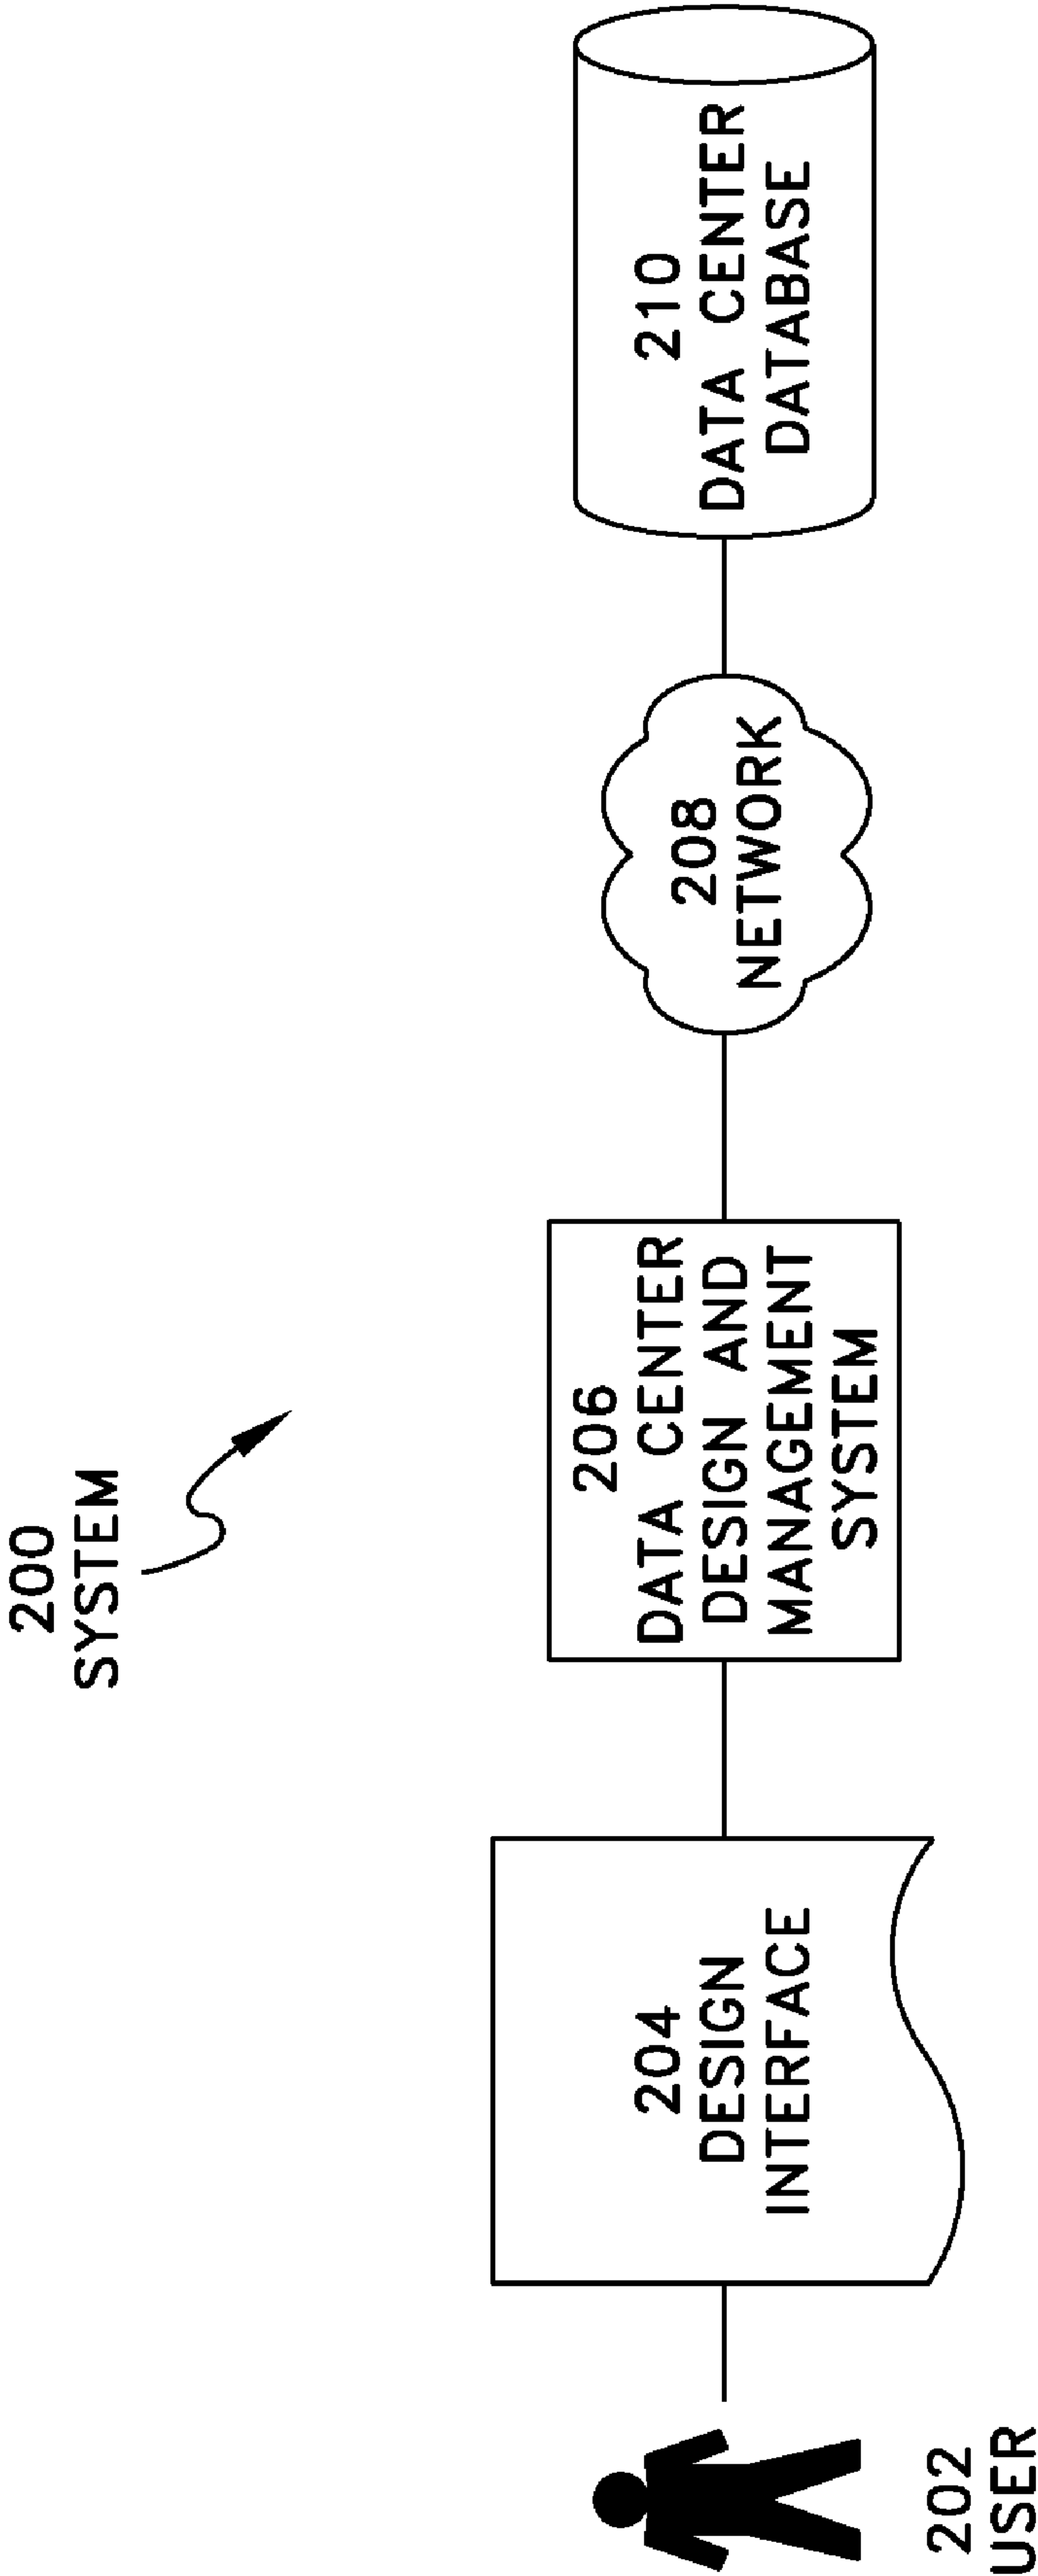 200
SYSTEM
202
USER
204
DESIGN
INTERFACE
206
DATA CENTER
DESIGN AND
MANAGEMENT
SYSTEM
208
NETWORK
210
DATA CENTER
DATABASE